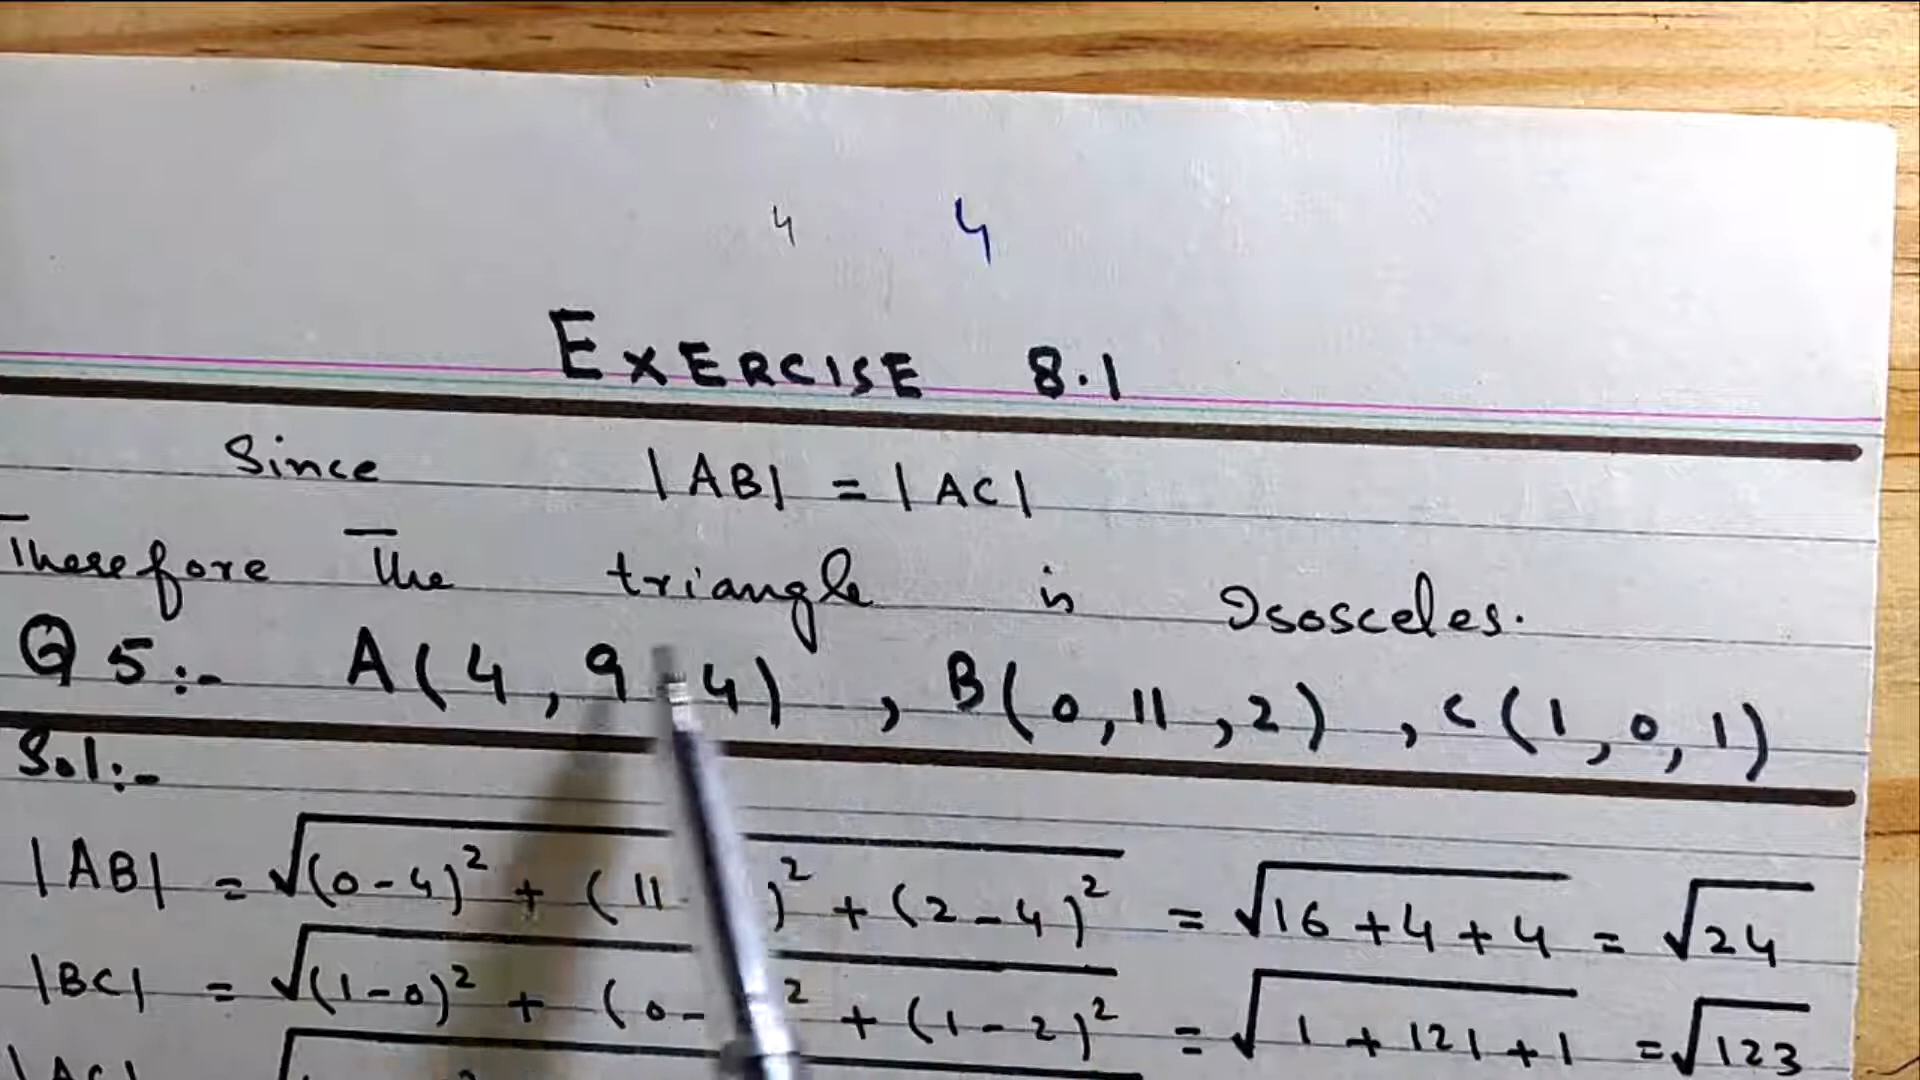 4 4
EXERCISE 8.1
Since |AB| = |AC|
Therefore The triangle is Isosceles.
Q5:- A(4, 9 4) , B(0,11,2) , C(1,0,1)
Sol:-
|AB| = √(0-4)² + (11 )² + (2-4)² = √16+4+4 = √24
|BC| = √(1-0)² + (0- ² + (1-2)² = √1+121+1 = √123
|AC|